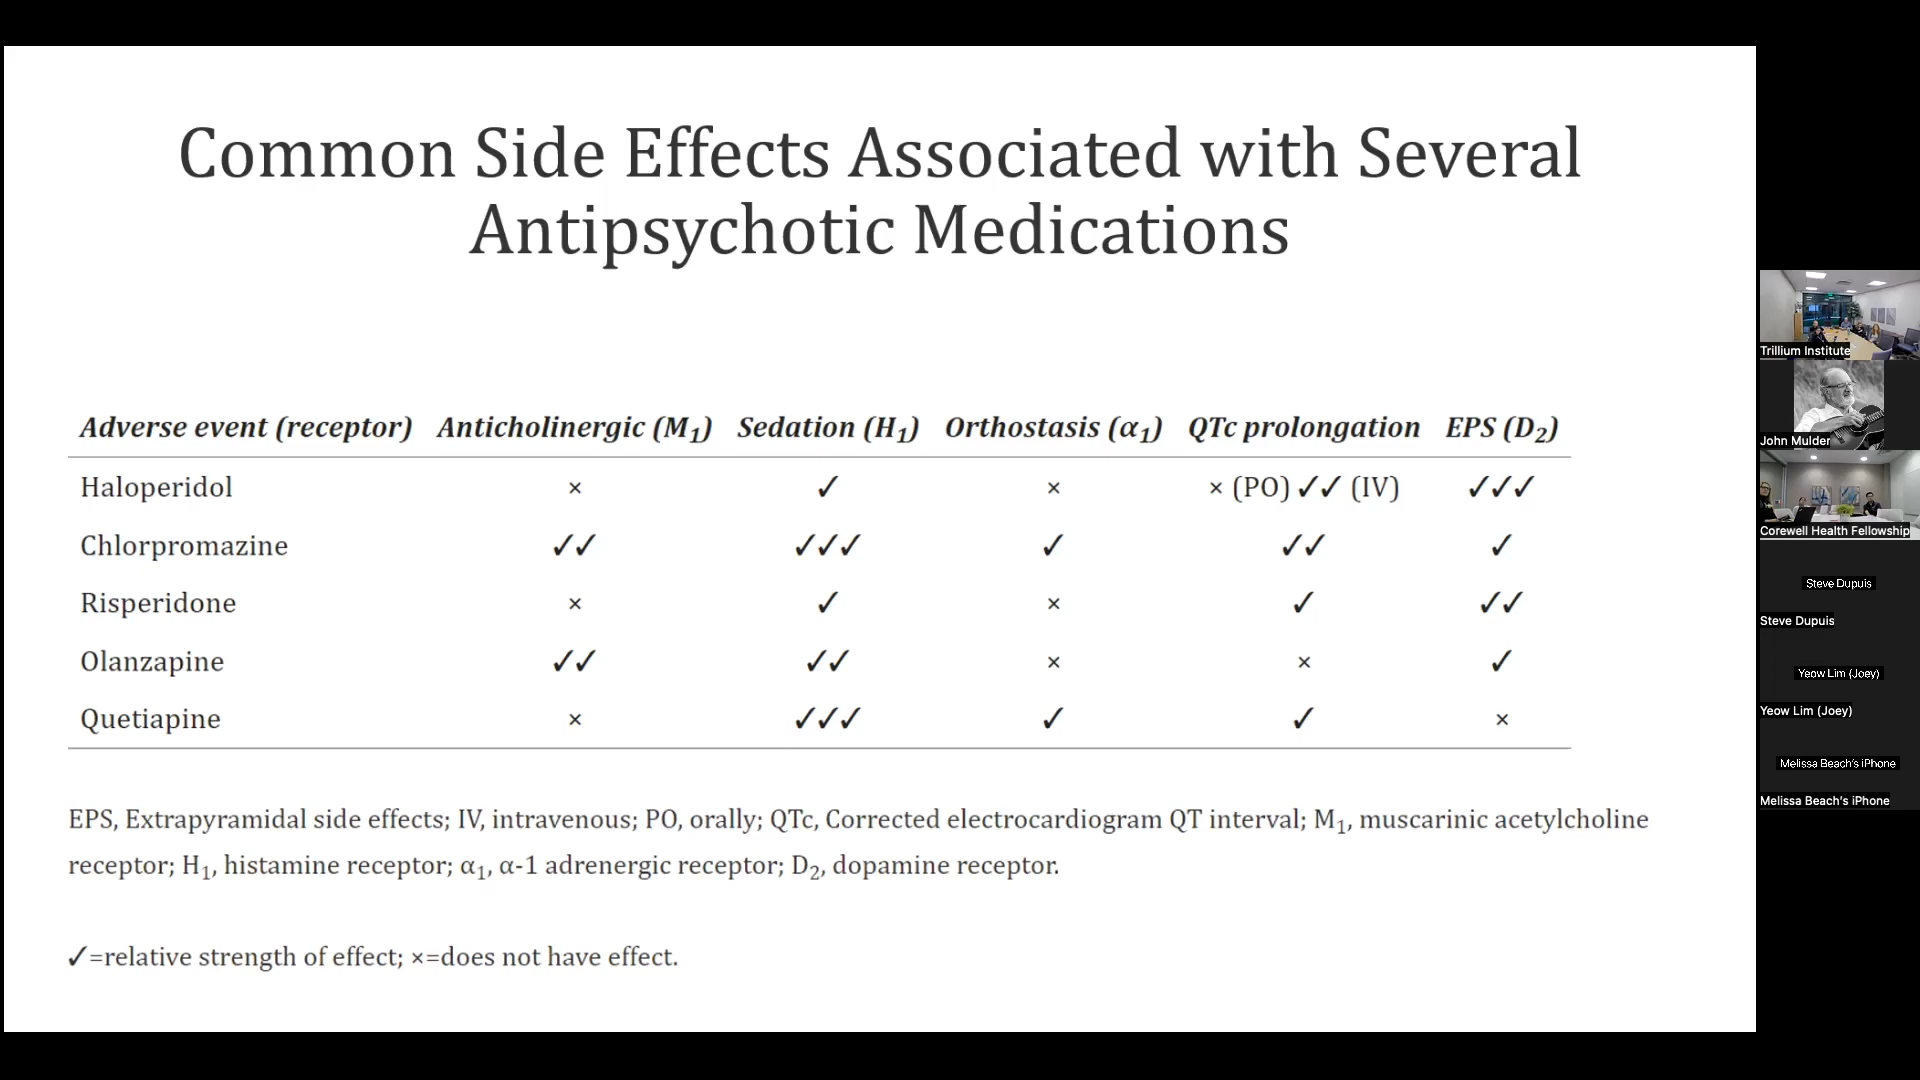 Common Side Effects Associated with Several
Antipsychotic Medications
Adverse event (receptor) Anticholinergic (M₁) Sedation (H₁) Orthostasis (α₁) QTc prolongation EPS (D₂)
Haloperidol × ✓ × × (PO) ✓✓ (IV) ✓✓✓
Chlorpromazine ✓✓ ✓✓✓ ✓ ✓✓ ✓
Risperidone × ✓ × ✓ ✓✓
Olanzapine ✓✓ ✓✓ × × ✓
Quetiapine × ✓✓✓ ✓ ✓ ×
EPS, Extrapyramidal side effects; IV, intravenous; PO, orally; QTc, Corrected electrocardiogram QT interval; M₁, muscarinic acetylcholine
receptor; H₁, histamine receptor; α₁, α-1 adrenergic receptor; D₂, dopamine receptor.
✓=relative strength of effect; ×=does not have effect.
Trillium Institute
John Mulder
Corewell Health Fellowship
Steve Dupuis
Steve Dupuis
Yeow Lim (Joey)
Yeow Lim (Joey)
Melissa Beach's iPhone
Melissa Beach's iPhone